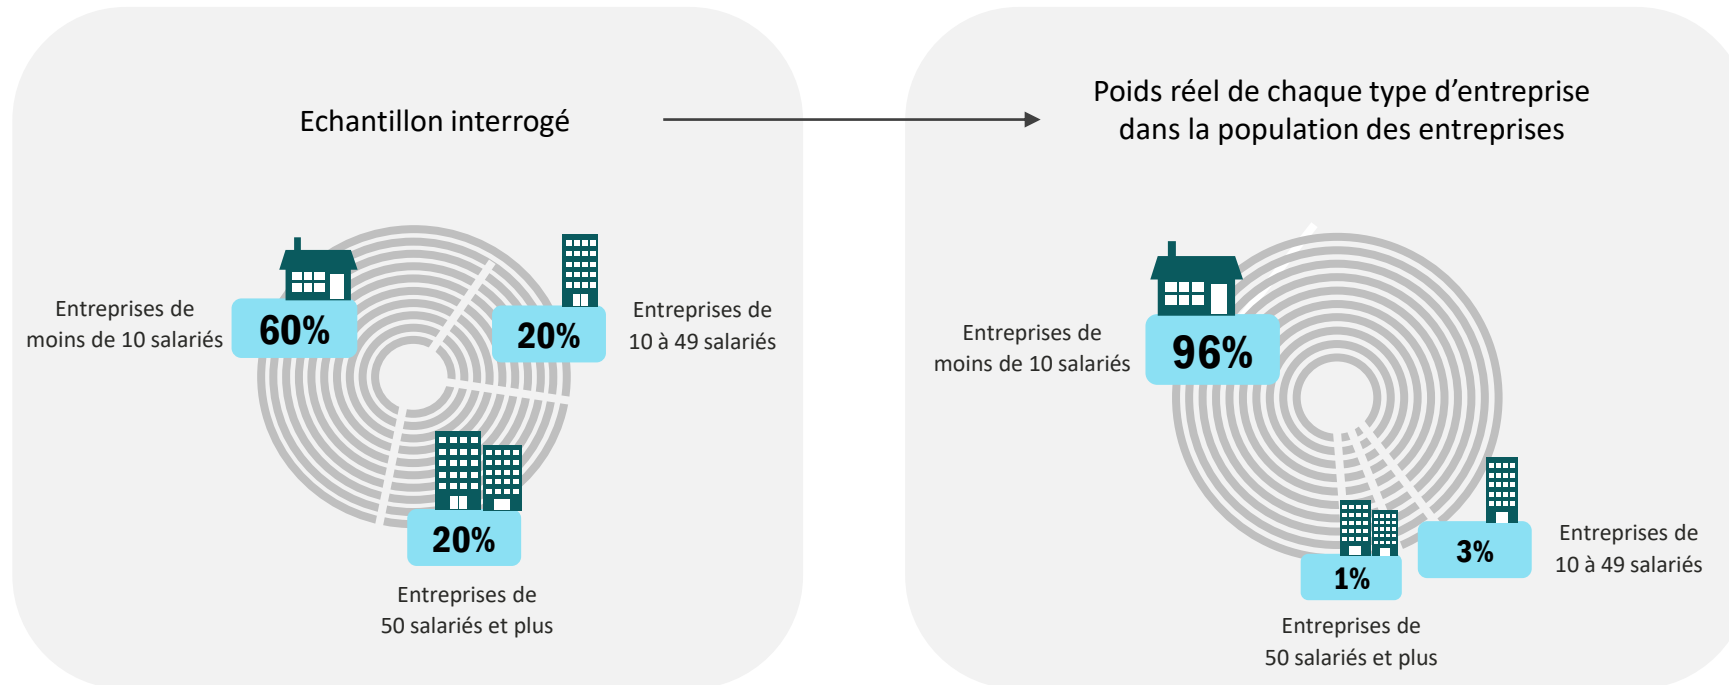 Echantillon interrogé
Entreprises de
moins de 10 salariés
60%
20%
Entreprises de
10 à 49 salariés
20%
Entreprises de
50 salariés et plus
Poids réel de chaque type d’entreprise
dans la population des entreprises
Entreprises de
moins de 10 salariés
96%
3%
Entreprises de
10 à 49 salariés
1%
Entreprises de
50 salariés et plus